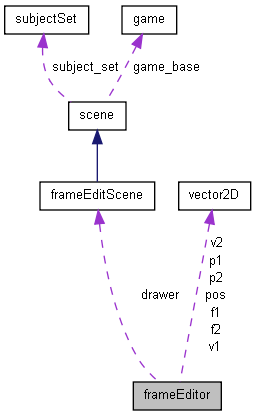 subjectSet
game
subject_set
game_base
scene
frameEditScene
vector2D
drawer
v2
p1
p2
pos
f1
f2
v1
frameEditor